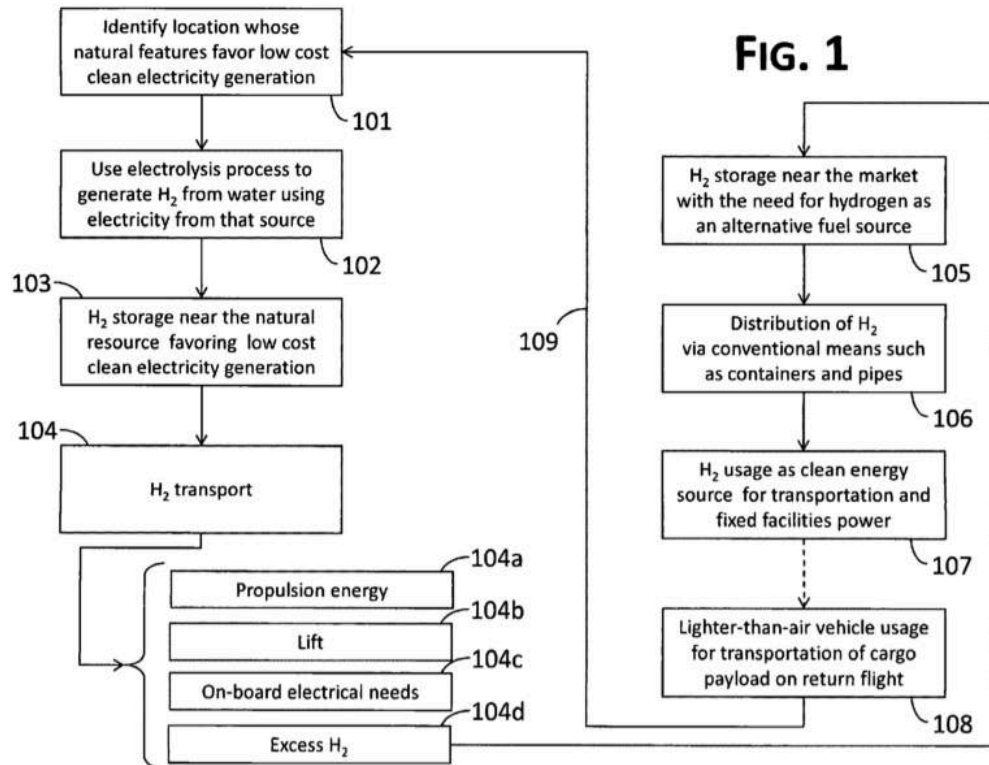 FIG. 1
Identify location whose
natural features favor low cost
clean electricity generation
101
Use electrolysis process to
generate H₂ from water using
electricity from that source
102
103
H₂ storage near the natural
resource favoring low cost
clean electricity generation
104
H₂ transport
104a
Propulsion energy
104b
Lift
104c
On-board electrical needs
104d
Excess H₂
H₂ storage near the market
with the need for hydrogen as
an alternative fuel source
105
Distribution of H₂
via conventional means such
as containers and pipes
106
H₂ usage as clean energy
source for transportation and
fixed facilities power
107
Lighter-than-air vehicle usage
for transportation of cargo
payload on return flight
108
109